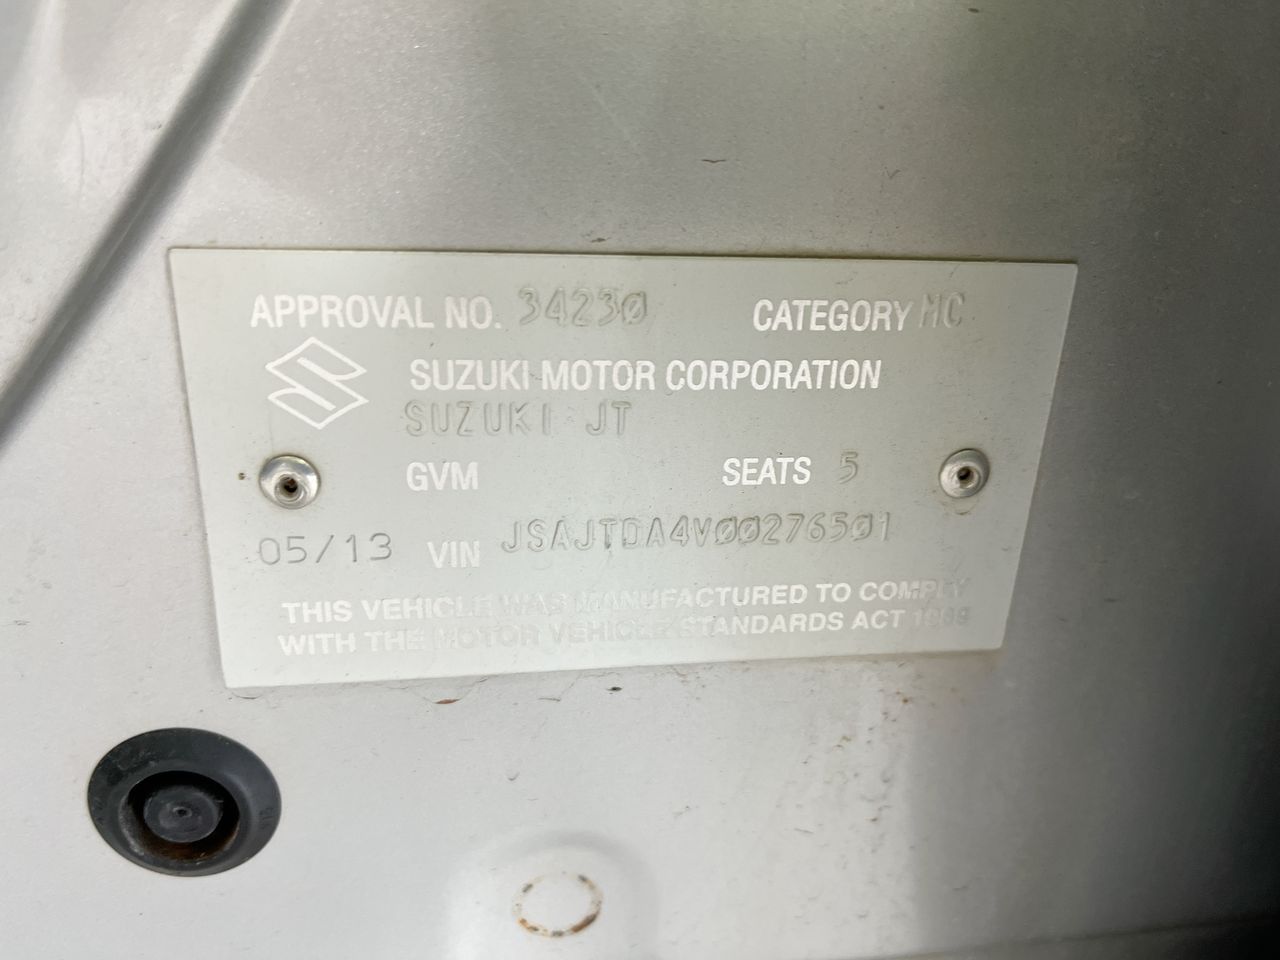 APPROVAL NO. 34230 CATEGORY MC
SUZUKI MOTOR CORPORATION
SUZUKI JT
GVM SEATS 5
05/13 VIN JSAJTDA4V00276501
THIS VEHICLE WAS MANUFACTURED TO COMPLY
WITH THE MOTOR VEHICLE STANDARDS ACT 1989